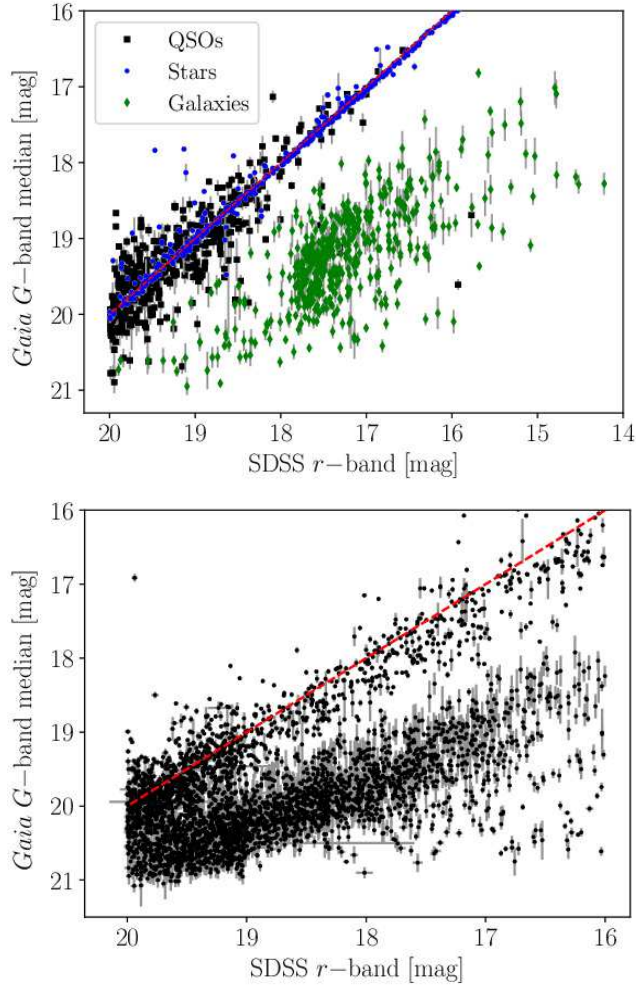 16
17
18
19
20
21
Gaia G−band median [mag]
QSOs
Stars
Galaxies
20 19 18 17 16 15 14
SDSS r−band [mag]
16
17
18
19
20
21
Gaia G−band median [mag]
20 19 18 17 16
SDSS r−band [mag]